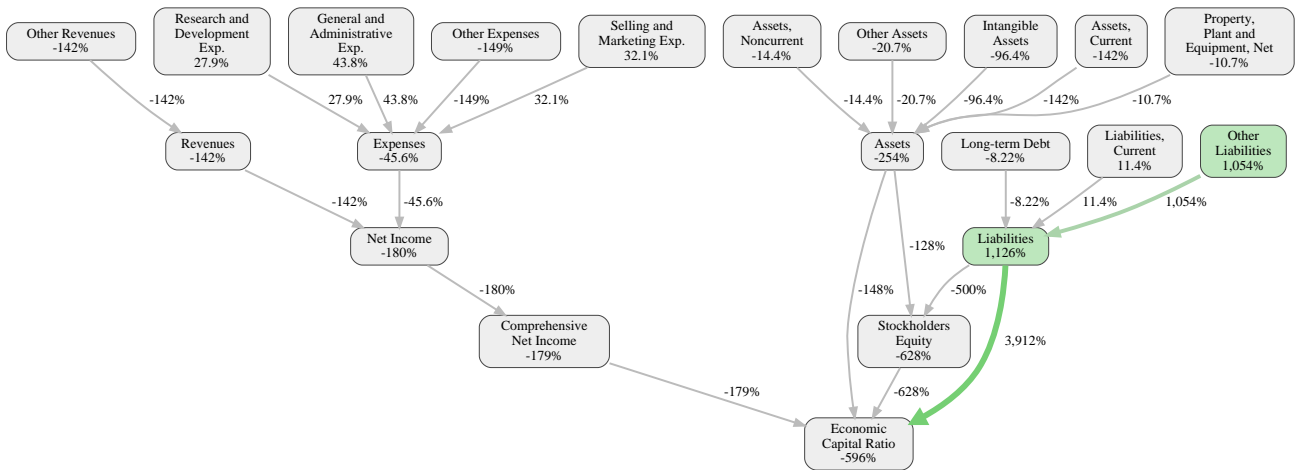 Other Revenues
-142%
Research and
Development
Exp.
27.9%
General and
Administrative
Exp.
43.8%
Other Expenses
-149%
Selling and
Marketing Exp.
32.1%
Assets,
Noncurrent
-14.4%
Other Assets
-20.7%
Intangible
Assets
-96.4%
Assets,
Current
-142%
Property,
Plant and
Equipment, Net
-10.7%
-142%
27.9%
43.8%
-149%
32.1%
-14.4%
-20.7%
-96.4%
-142%
-10.7%
Revenues
-142%
Expenses
-45.6%
Assets
-254%
Long-term Debt
-8.22%
Liabilities,
Current
11.4%
Other
Liabilities
1,054%
-142%
-45.6%
-8.22%
11.4%
1,054%
Net Income
-180%
-128%
Liabilities
1,126%
-180%
-148%
-500%
Comprehensive
Net Income
-179%
Stockholders
Equity
-628%
3,912%
-179%
-628%
Economic
Capital Ratio
-596%